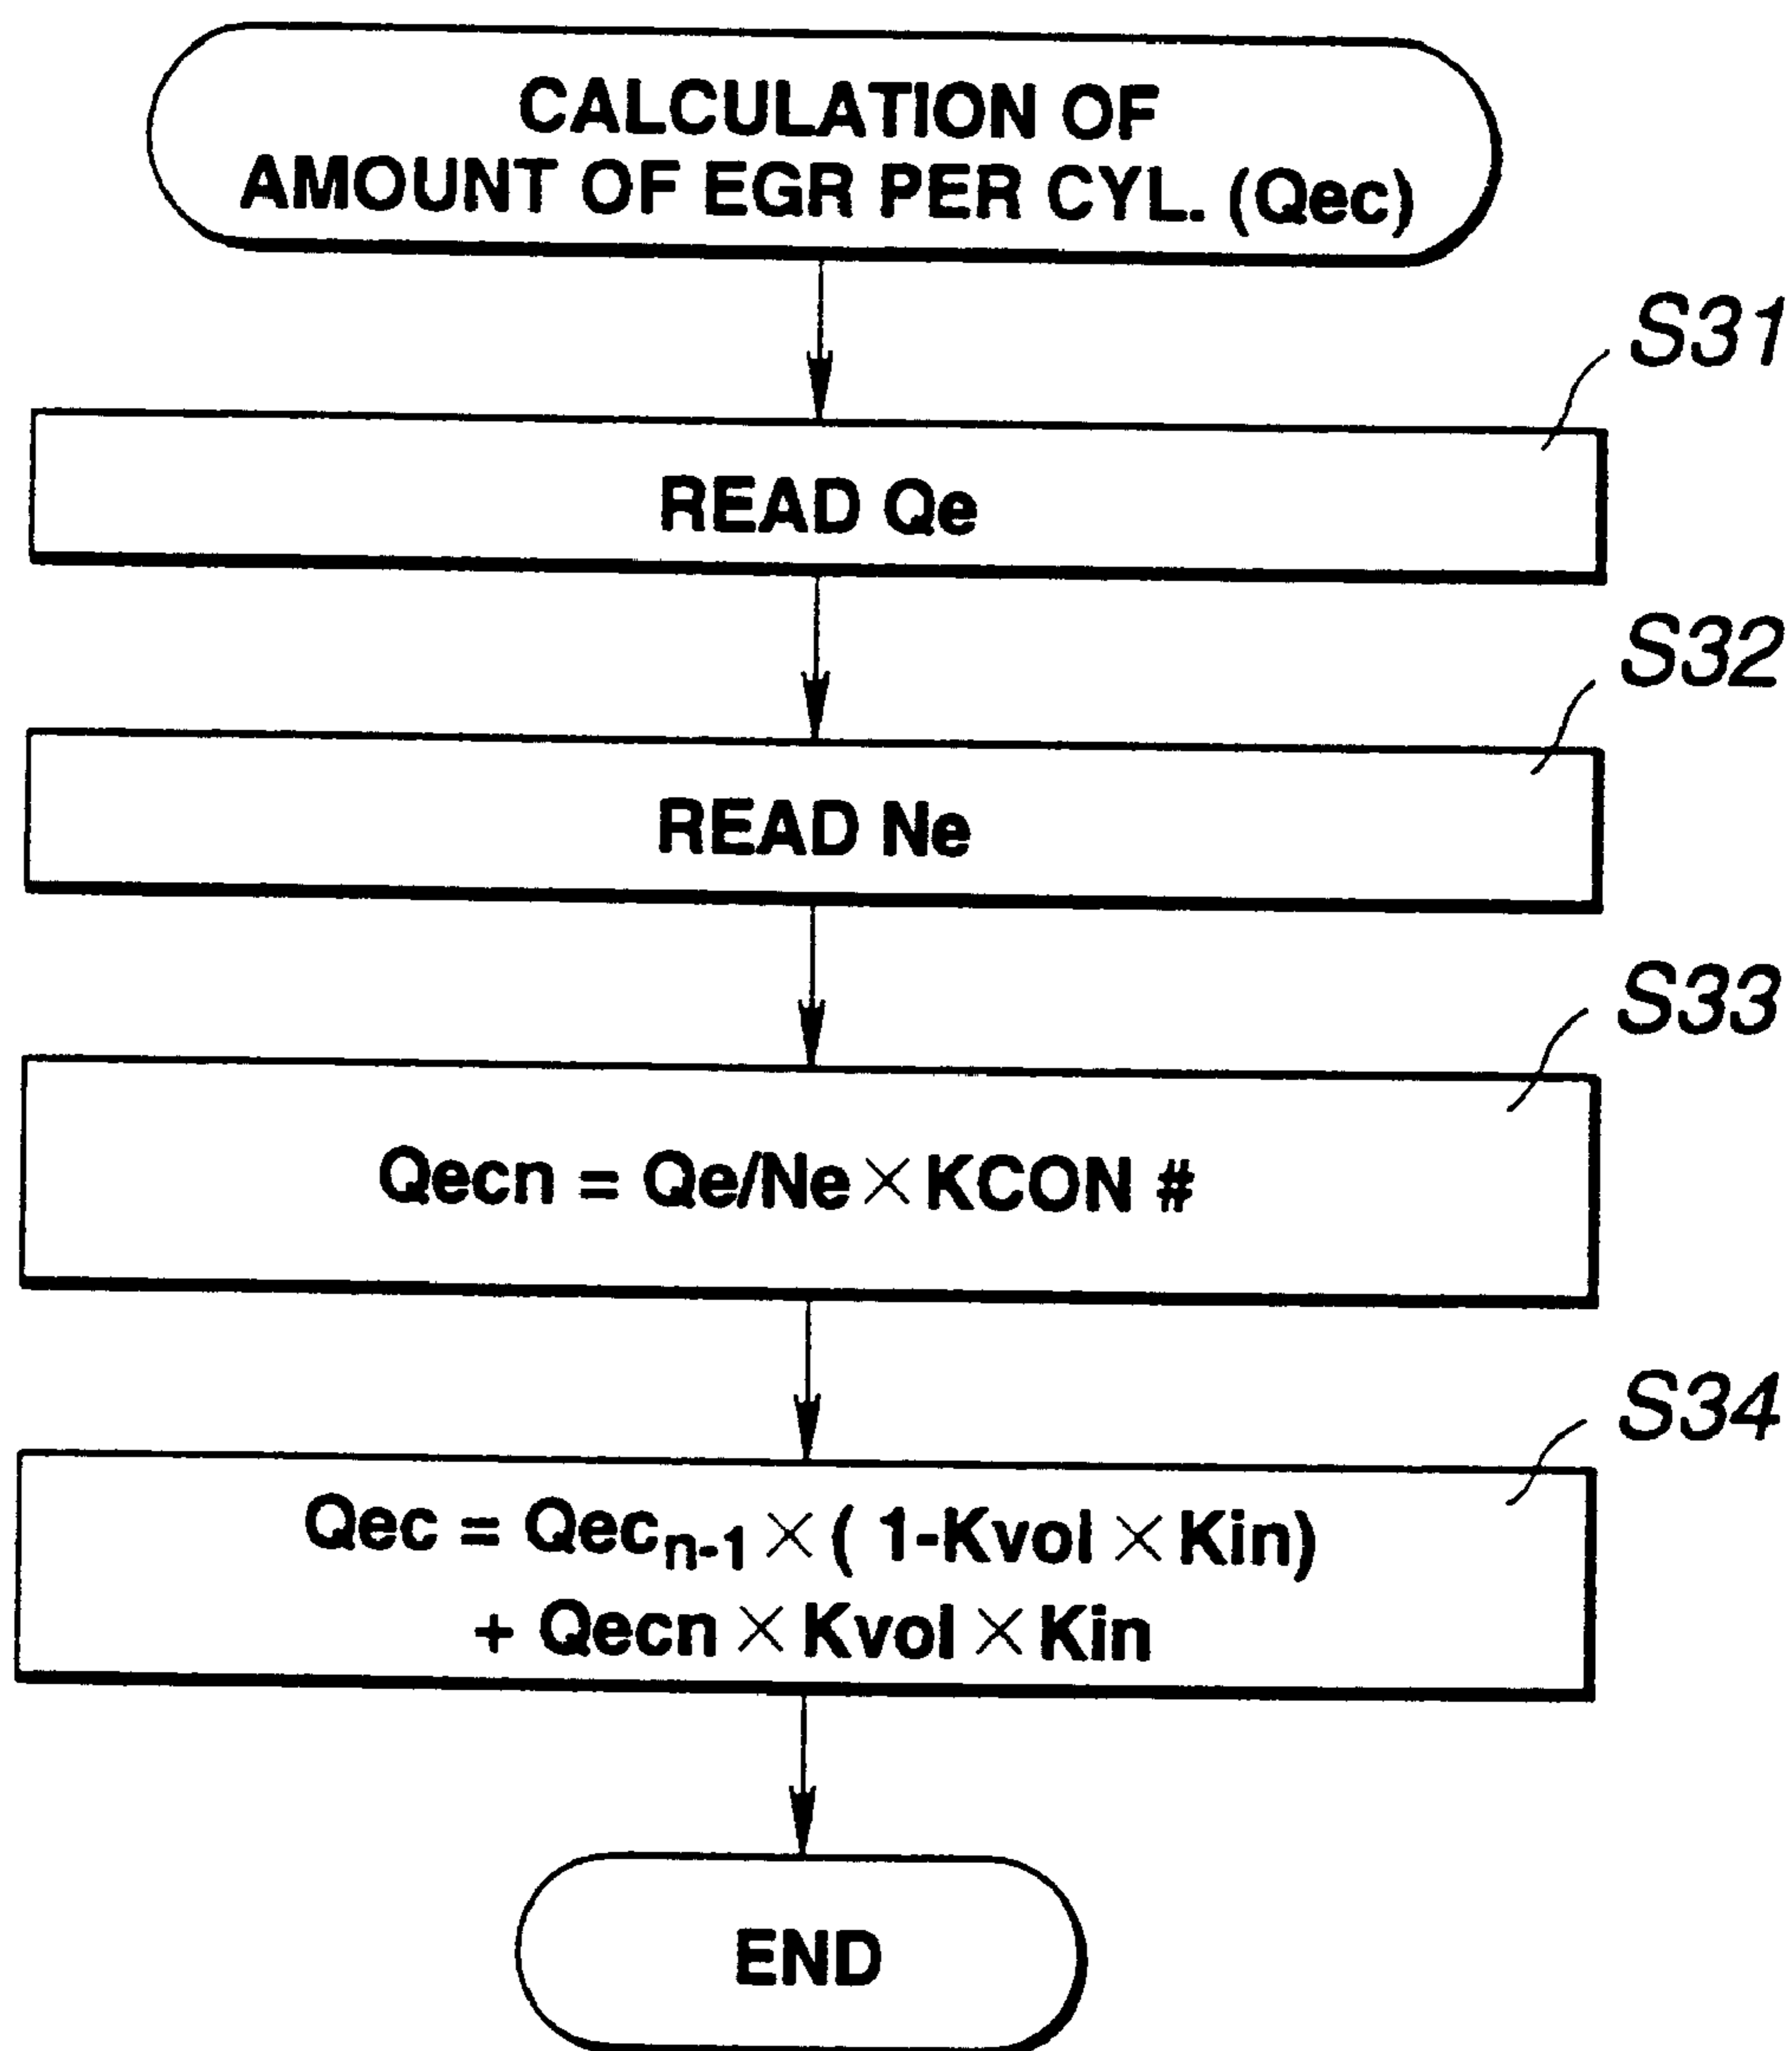 CALCULATION OF
AMOUNT OF EGR PER CYL. (Qec)
S31
READ Qe
S32
READ Ne
S33
Qecn = Qe/Ne × KCON #
S34
Qec = Qecₙ₋₁ × ( 1-Kvol × Kin)
+ Qecn × Kvol × Kin
END